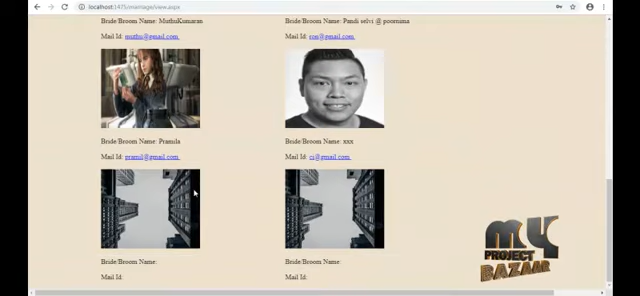 localhost:1435/marriage/view.aspx
Bride/Broom Name: MuthuKumaran
Bride/Broom Name: Pandi selvi @ poornima
Mail Id: muthu@gmail.com
Mail Id: ron@gmail.com
Bride/Broom Name: Pramila
Bride/Broom Name: xxx
Mail Id: pramil@gmail.com
Mail Id: ci@gmail.com
Bride/Broom Name:
Bride/Broom Name:
Mail Id:
Mail Id:
MY
PROJECT
BAZAAR